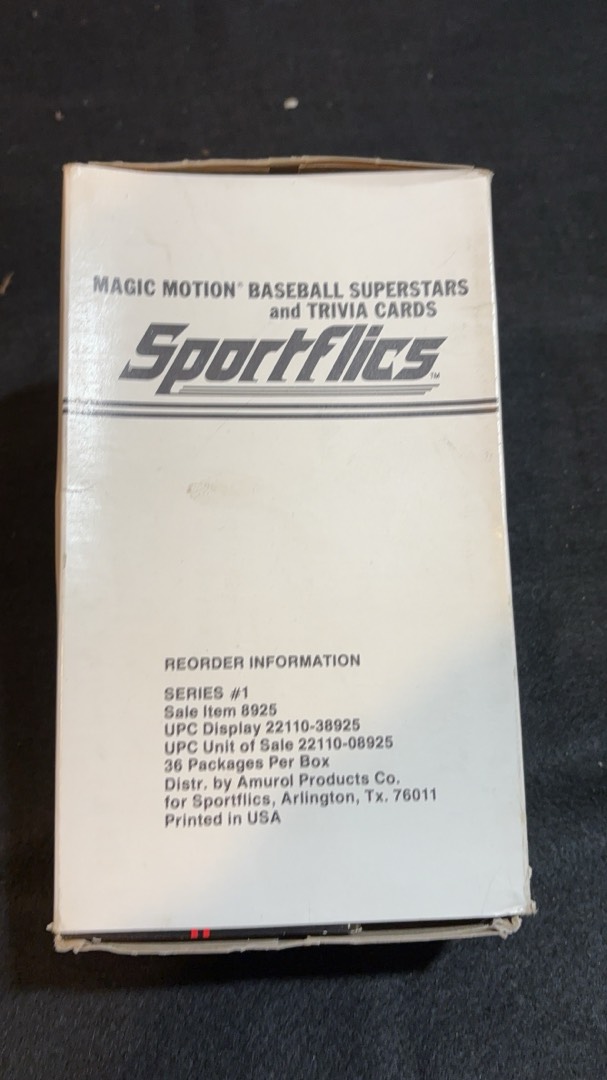 MAGIC MOTION® BASEBALL SUPERSTARS
and TRIVIA CARDS
Sportflics™
REORDER INFORMATION
SERIES #1
Sale Item 8925
UPC Display 22110-38925
UPC Unit of Sale 22110-08925
36 Packages Per Box
Distr. by Amurol Products Co.
for Sportflics, Arlington, Tx. 76011
Printed in USA